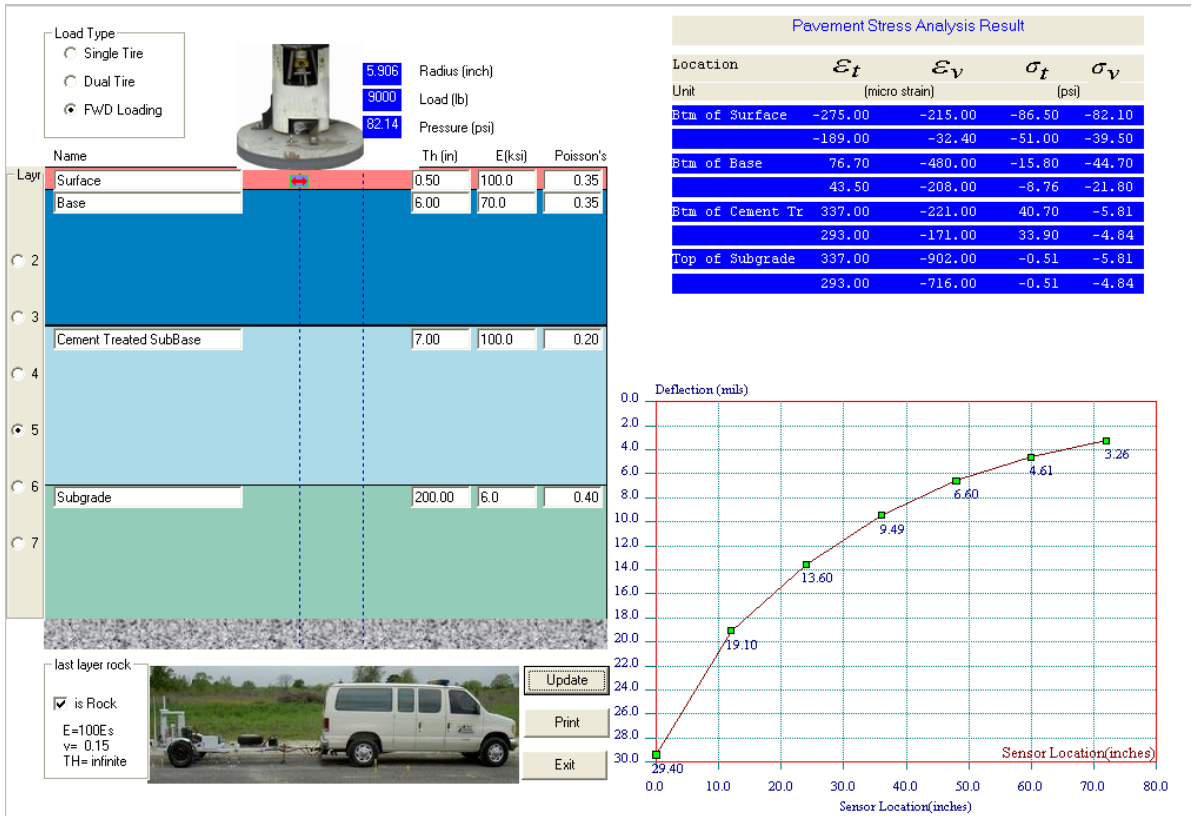 Load Type
Single Tire
Dual Tire
FWD Loading
5.906 Radius (inch)
9000 Load (lb)
82.14 Pressure (psi)
Name Th (in) E(ksi) Poisson's
Layr
Surface 0.50 100.0 0.35
Base 6.00 70.0 0.35
2
3
Cement Treated SubBase 7.00 100.0 0.20
4
5
6
Subgrade 200.00 6.0 0.40
7
last layer rock
is Rock
E=100Es
v= 0.15
TH= infinite
Update
Print
Exit
Pavement Stress Analysis Result
Location εt εv σt σv
Unit (micro strain) (psi)
Btm of Surface -275.00 -215.00 -86.50 -82.10
-189.00 -32.40 -51.00 -39.50
Btm of Base 76.70 -480.00 -15.80 -44.70
43.50 -208.00 -8.76 -21.80
Btm of Cement Tr 337.00 -221.00 40.70 -5.81
293.00 -171.00 33.90 -4.84
Top of Subgrade 337.00 -902.00 -0.51 -5.81
293.00 -716.00 -0.51 -4.84
Deflection (mils)
0.0
2.0
4.0
6.0
8.0
10.0
12.0
14.0
16.0
18.0
20.0
22.0
24.0
26.0
28.0
30.0
29.40
19.10
13.60
9.49
6.60
4.61
3.26
Sensor Location(inches)
0.0 10.0 20.0 30.0 40.0 50.0 60.0 70.0 80.0
Sensor Location(inches)